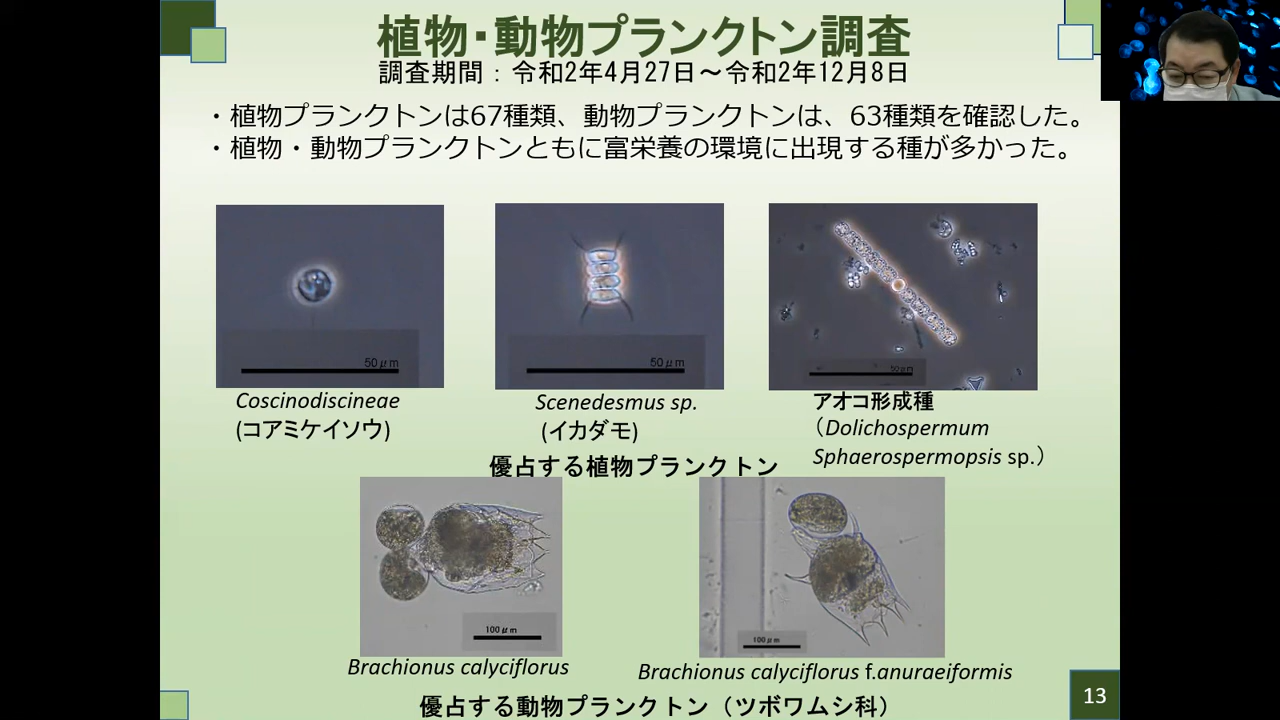 植物・動物プランクトン調査
調査期間：令和2年4月27日～令和2年12月8日
・植物プランクトンは67種類、動物プランクトンは、63種類を確認した。
・植物・動物プランクトンともに富栄養の環境に出現する種が多かった。
50μm
50μm
50μm
Coscinodiscineae
(コアミケイソウ)
Scenedesmus sp.
(イカダモ)
アオコ形成種
（Dolichospermum
Sphaerospermopsis sp.）
優占する植物プランクトン
100μm
100μm
Brachionus calyciflorus
Brachionus calyciflorus f.anuraeiformis
優占する動物プランクトン（ツボワムシ科）
13